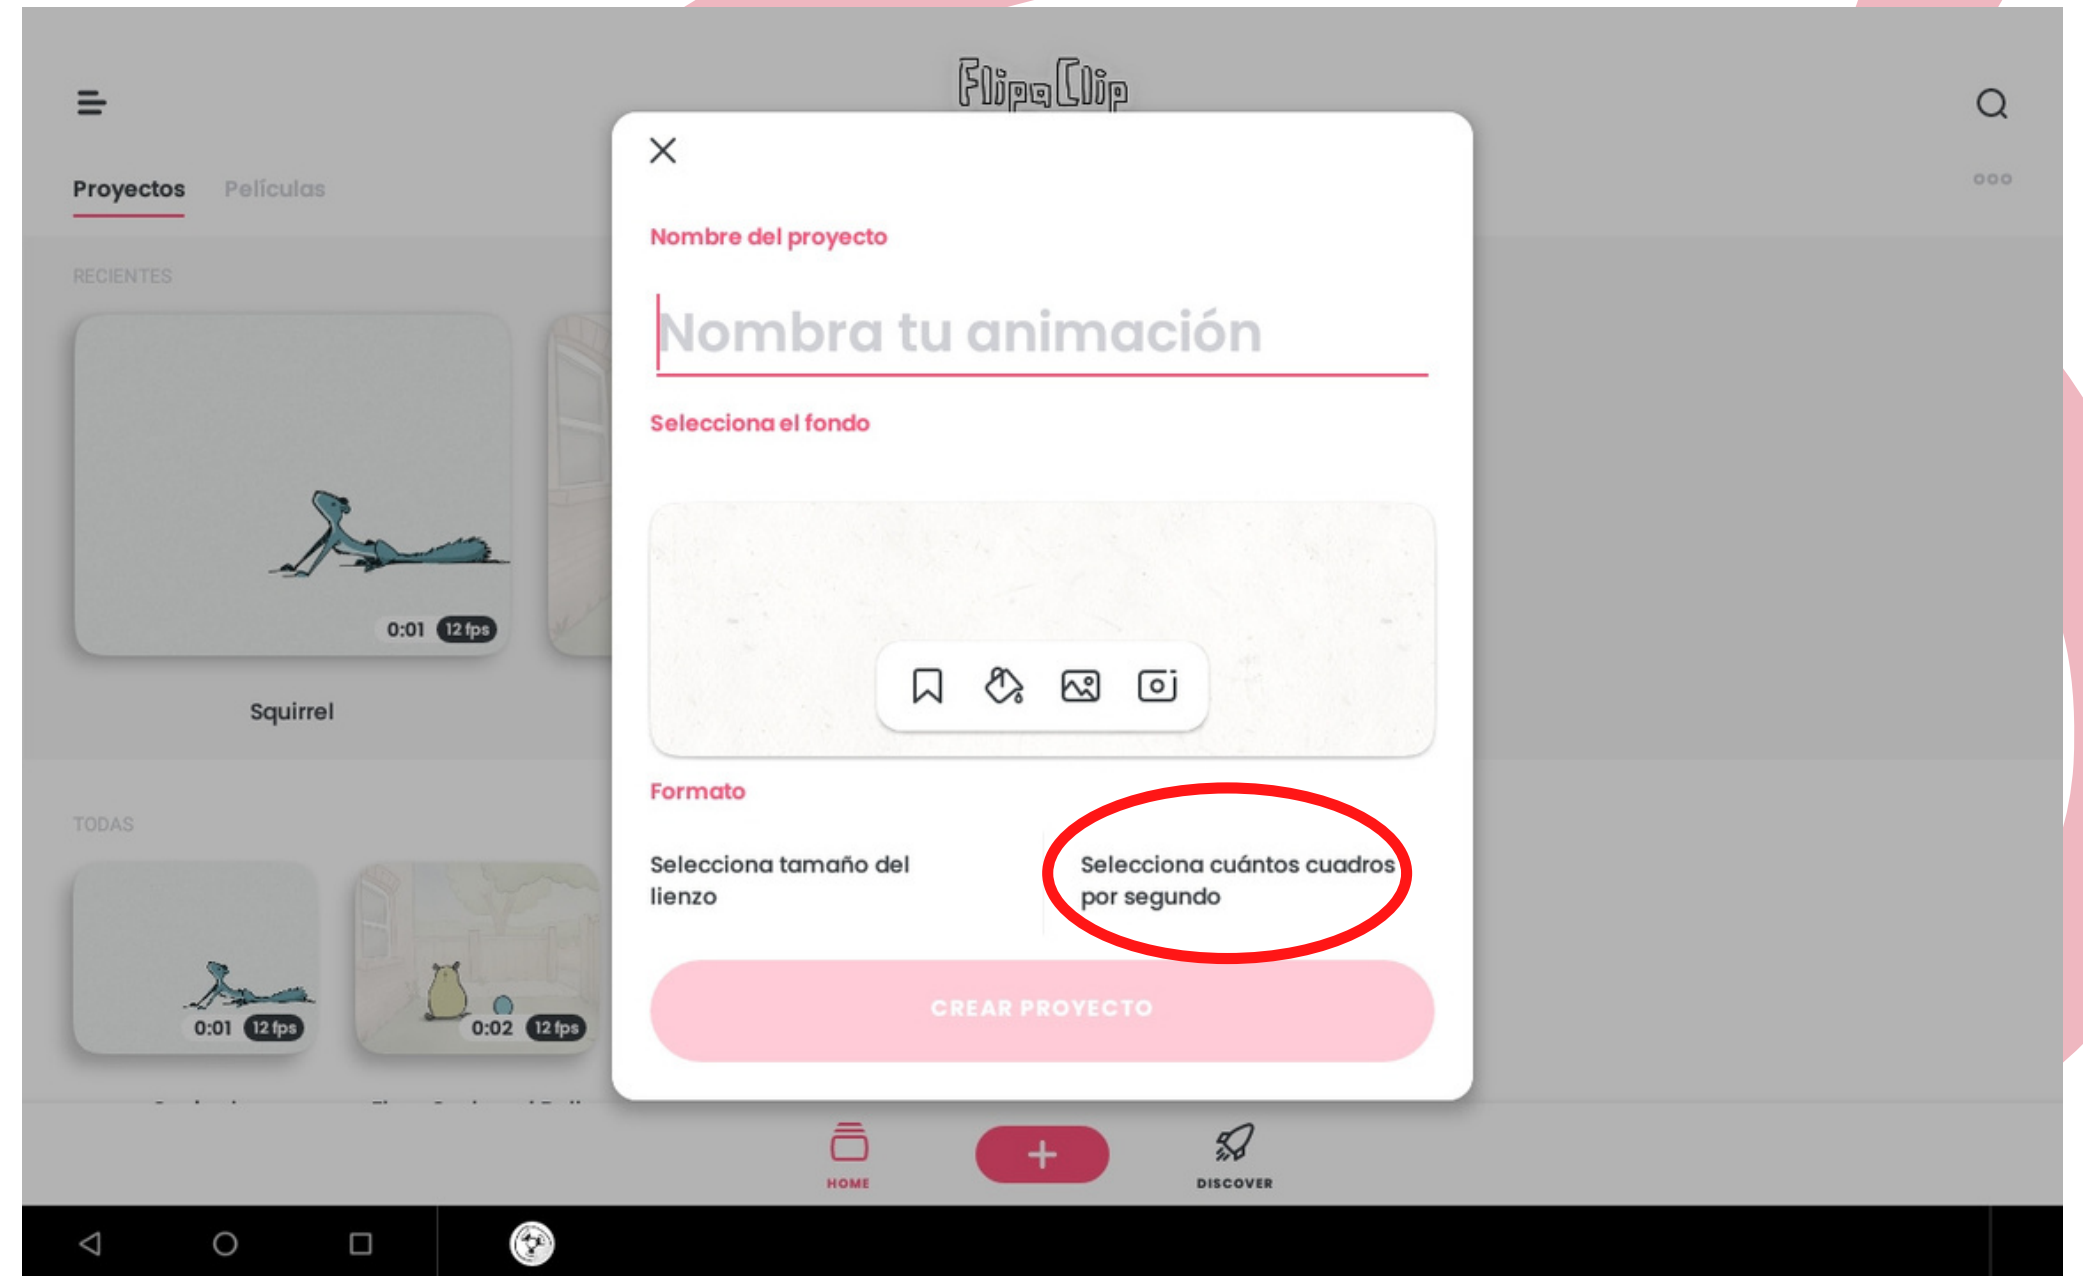 FlipaClip
Proyectos Películas
Nombre del proyecto
RECIENTES
Nombra tu animación
Selecciona el fondo
0:01 12 fps
Squirrel
Formato
TODAS
Selecciona tamaño del
lienzo
Selecciona cuántos cuadros
por segundo
CREAR PROYECTO
0:01 12 fps
0:02 12 fps
HOME
DISCOVER